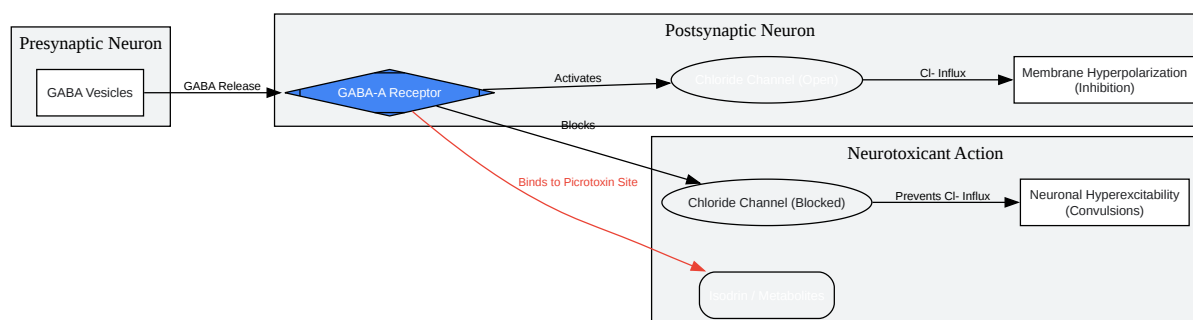 Presynaptic Neuron
GABA Vesicles
GABA Release
Postsynaptic Neuron
GABA-A Receptor
Activates
Chloride Channel (Open)
Cl- Influx
Membrane Hyperpolarization
(Inhibition)
Blocks
Binds to Picrotoxin Site
Neurotoxicant Action
Chloride Channel (Blocked)
Prevents Cl- Influx
Neuronal Hyperexcitability
(Convulsions)
Isodrin / Metabolites